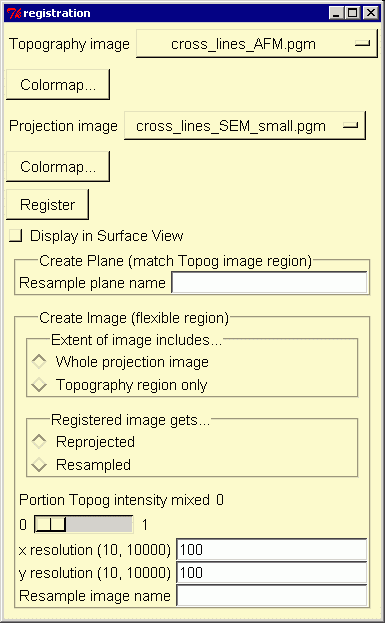 registration
Topography image cross_lines_AFM.pgm
Colormap...
Projection image cross_lines_SEM_small.pgm
Colormap...
Register
Display in Surface View
Create Plane (match Topog image region)
Resample plane name
Create Image (flexible region)
Extent of image includes...
Whole projection image
Topography region only
Registered image gets...
Reprojected
Resampled
Portion Topog intensity mixed 0
0 1
x resolution (10, 10000) 100
y resolution (10, 10000) 100
Resample image name